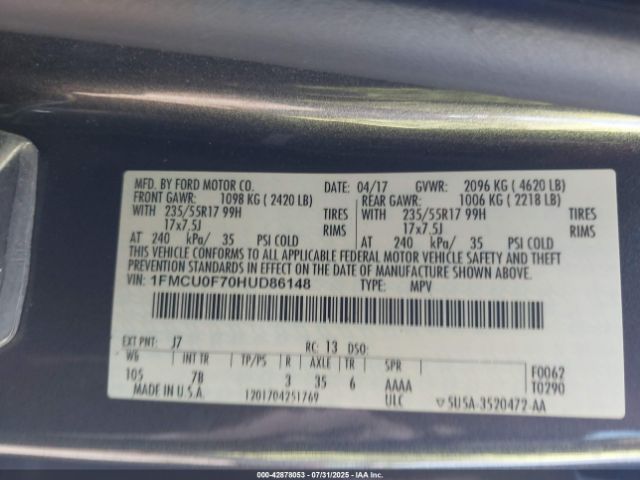 MFD. BY FORD MOTOR CO. DATE: 04/17 GVWR: 2096 KG ( 4620 LB)
FRONT GAWR: 1098 KG ( 2420 LB) REAR GAWR: 1006 KG ( 2218 LB)
WITH 235/55R17 99H TIRES WITH 235/55R17 99H TIRES
17x7.5J RIMS 17x7.5J RIMS
AT 240 kPa/ 35 PSI COLD AT 240 kPa/ 35 PSI COLD
THIS VEHICLE CONFORMS TO ALL APPLICABLE FEDERAL MOTOR VEHICLE SAFETY AND THEFT
PREVENTION STANDARDS IN EFFECT ON THE DATE OF MANUFACTURE SHOWN ABOVE.
VIN: 1FMCU0F70HUD86148 TYPE: MPV
EXT PNT: J7 RC: 13 DSO:
WB INT TR TP/PS R AXLE TR SPR F0062
105 7B 3 35 6 AAAA T0290
MADE IN U.S.A. 1201704251769 ULC 5U5A-3520472-AA
000-42878053 | 07/31/2025 | Copyright © IAA, LLC